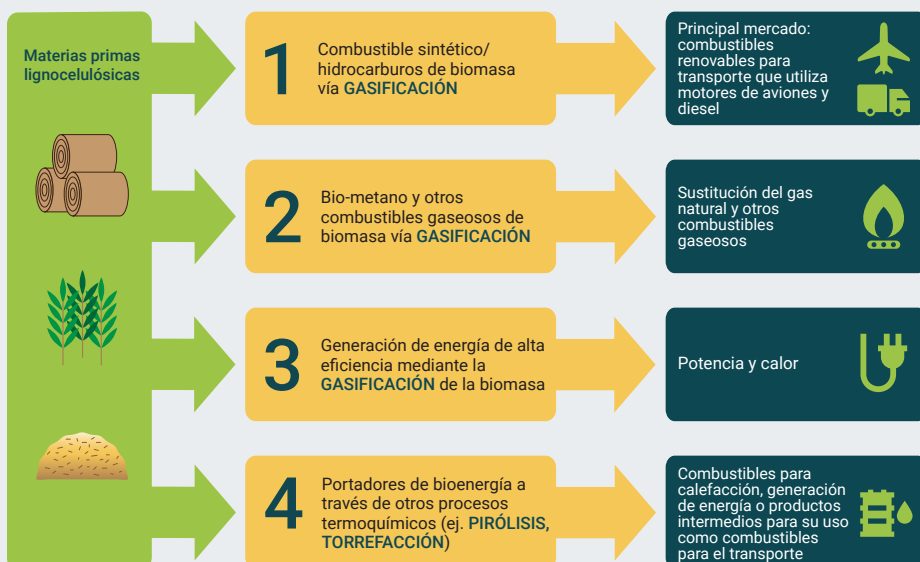 Materias primas
lignocelulósicas
1
Combustible sintético/
hidrocarburos de biomasa
vía GASIFICACIÓN
Principal mercado:
combustibles
renovables para
transporte que utiliza
motores de aviones y
diesel
2
Bio-metano y otros
combustibles gaseosos de
biomasa vía GASIFICACIÓN
Sustitución del gas
natural y otros
combustibles
gaseosos
3
Generación de energía de alta
eficiencia mediante la
GASIFICACIÓN de la biomasa
Potencia y calor
4
Portadores de bioenergía a
través de otros procesos
termoquímicos (ej. PIRÓLISIS,
TORREFACCIÓN)
Combustibles para
calefacción, generación
de energía o productos
intermedios para su uso
como combustibles
para el transporte